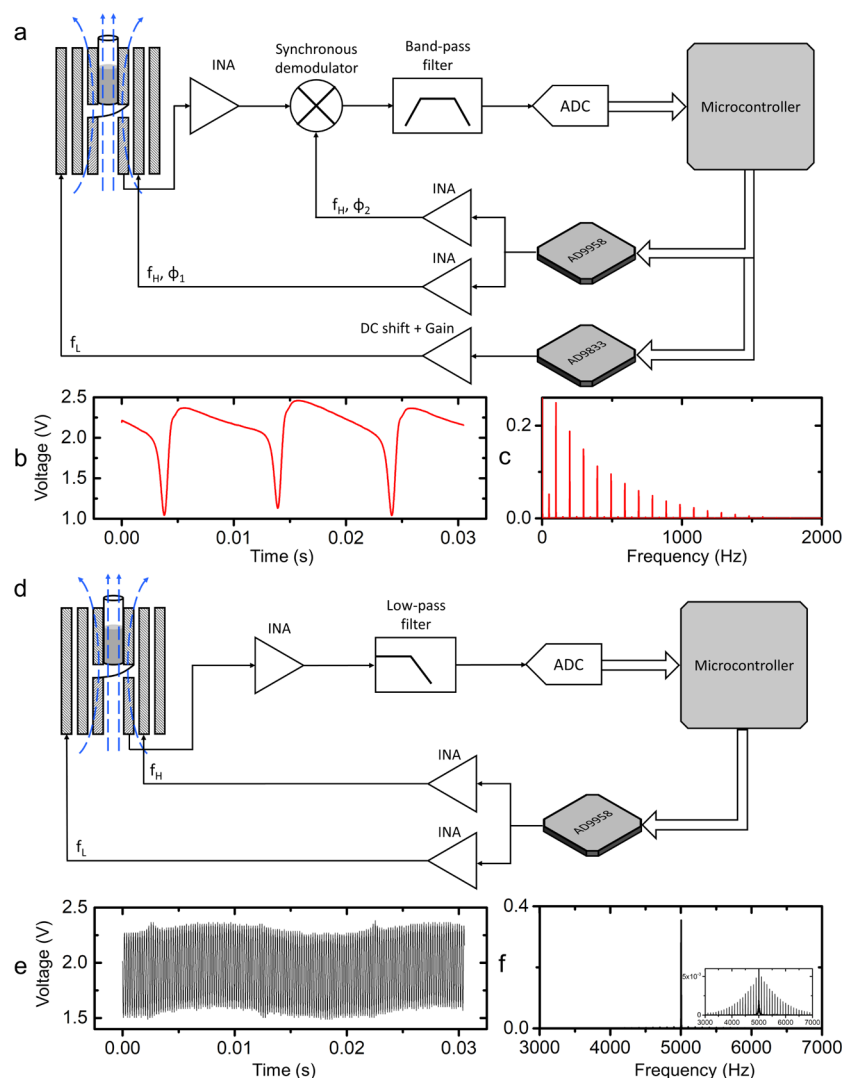 a
INA
Synchronous
demodulator
Band-pass
filter
ADC
Microcontroller
f_H, ϕ_2
INA
AD9958
f_H, ϕ_1
INA
DC shift + Gain
f_L
AD9833
b
Voltage (V)
2.5
2.0
1.5
1.0
0.00
0.01
0.02
0.03
Time (s)
c
0.2
0.0
0
1000
2000
Frequency (Hz)
d
INA
Low-pass
filter
ADC
Microcontroller
f_H
INA
AD9958
f_L
INA
e
Voltage (V)
2.5
2.0
1.5
0.00
0.01
0.02
0.03
Time (s)
f
0.4
0.0
3000
4000
5000
6000
7000
Frequency (Hz)
5x10⁻³
0
3000
4000
5000
6000
7000